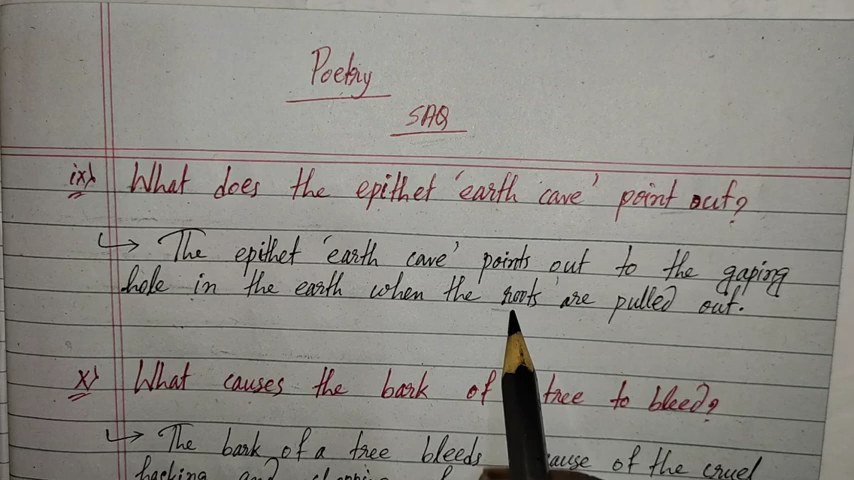 Poetry
SAQ
ix) What does the epithet 'earth cave' point out?
The epithet 'earth cave' points out to the gaping
hole in the earth when the roots are pulled out.
x) What causes the bark of tree to bleed?
The bark of a tree bleeds of the cruel
hacking and